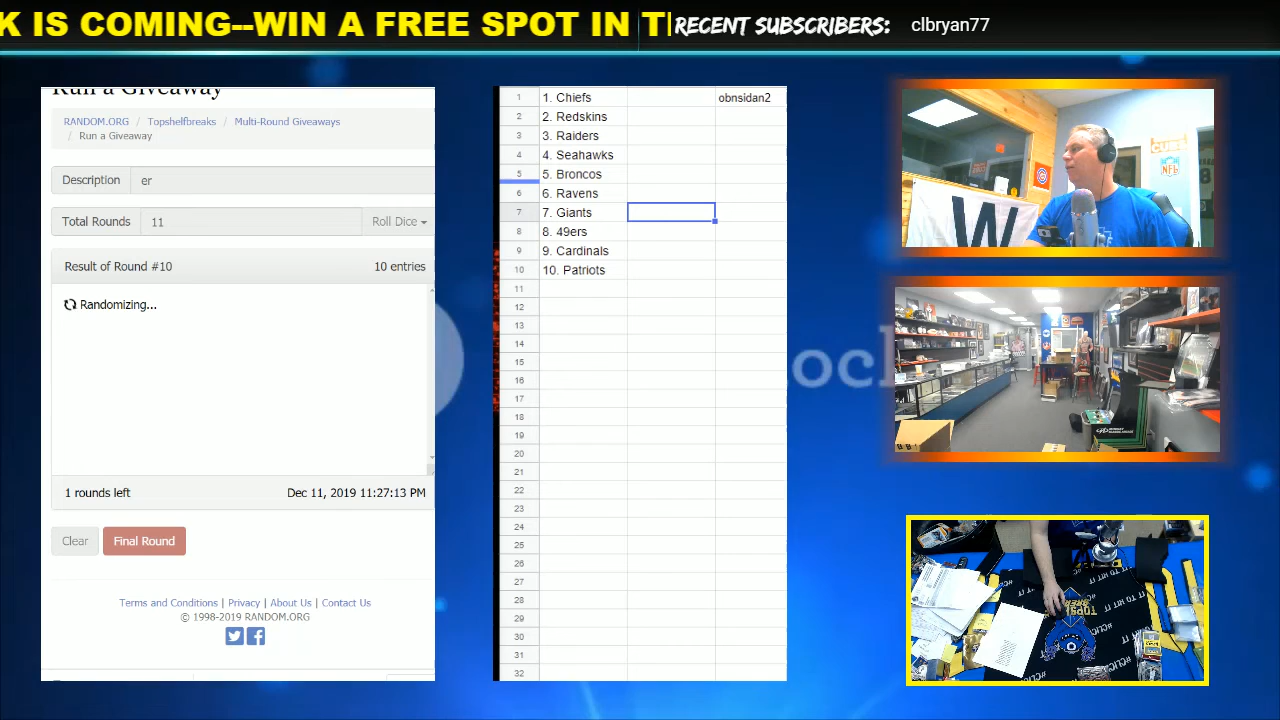 K IS COMING--WIN A FREE SPOT IN T
RECENT SUBSCRIBERS: clbryan77
Run a Giveaway
RANDOM.ORG / Topshelfbreaks / Multi-Round Giveaways
/ Run a Giveaway
Description er
Total Rounds 11 Roll Dice
Result of Round #10 10 entries
Randomizing...
1 rounds left Dec 11, 2019 11:27:13 PM
Clear Final Round
Terms and Conditions | Privacy | About Us | Contact Us
© 1998-2019 RANDOM.ORG
1 1. Chiefs obnsidan2
2 2. Redskins
3 3. Raiders
4 4. Seahawks
5 5. Broncos
6 6. Ravens
7 7. Giants
8 8. 49ers
9 9. Cardinals
10 10. Patriots
11
12
13
14
15
16
17
18
19
20
21
22
23
24
25
26
27
28
29
30
31
32
W
CUBS
NFL
loc